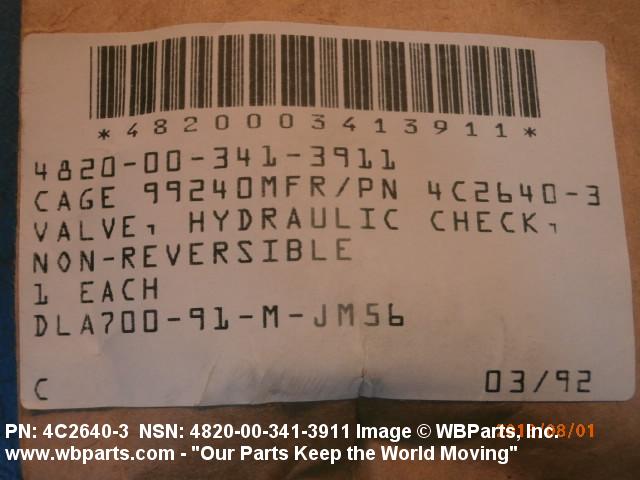 *4820003413911*
4820-00-341-3911
CAGE 99240MFR/PN 4C2640-3
VALVE, HYDRAULIC CHECK,
NON-REVERSIBLE
1 EACH
DLA700-91-M-JM56
C 03/92
PN: 4C2640-3 NSN: 4820-00-341-3911 Image © WBParts, Inc.
www.wbparts.com - "Our Parts Keep the World Moving"